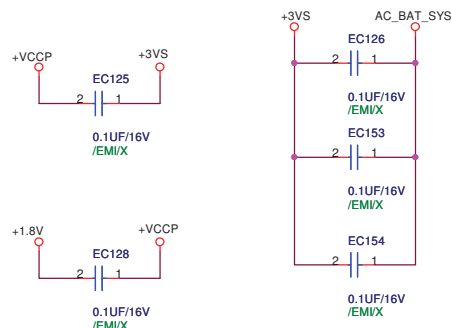 +VCCP
+3VS
EC125
2 1
0.1UF/16V
/EMI/X
+1.8V
+VCCP
EC128
2 1
0.1UF/16V
/EMI/X
+3VS
AC_BAT_SYS
EC126
2 1
0.1UF/16V
/EMI/X
EC153
2 1
0.1UF/16V
/EMI/X
EC154
2 1
0.1UF/16V
/EMI/X